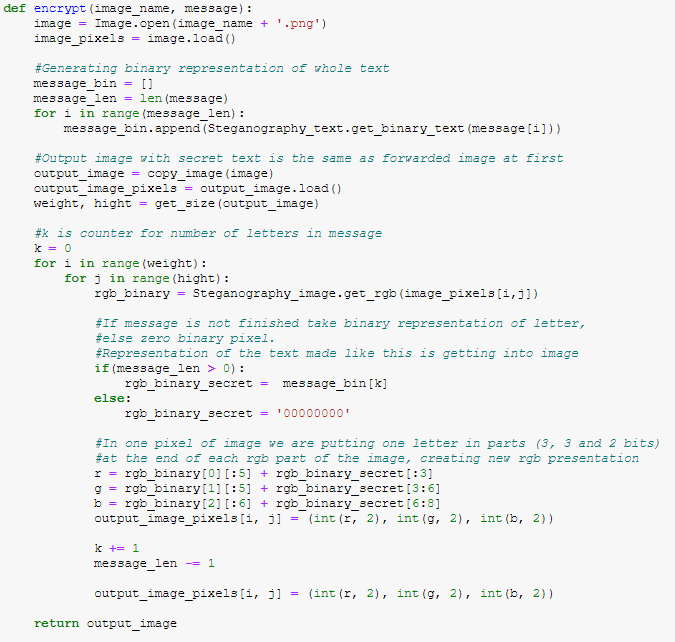 def encrypt(image_name, message):
    image = Image.open(image_name + '.png')
    image_pixels = image.load()

    #Generating binary representation of whole text
    message_bin = []
    message_len = len(message)
    for i in range(message_len):
        message_bin.append(Steganography_text.get_binary_text(message[i]))

    #Output image with secret text is the same as forwarded image at first
    output_image = copy_image(image)
    output_image_pixels = output_image.load()
    weight, hight = get_size(output_image)

    #k is counter for number of letters in message
    k = 0
    for i in range(weight):
        for j in range(hight):
            rgb_binary = Steganography_image.get_rgb(image_pixels[i,j])

            #If message is not finished take binary representation of letter,
            #else zero binary pixel.
            #Representation of the text made like this is getting into image
            if(message_len > 0):
                rgb_binary_secret =  message_bin[k]
            else:
                rgb_binary_secret = '00000000'

            #In one pixel of image we are putting one letter in parts (3, 3 and 2 bits)
            #at the end of each rgb part of the image, creating new rgb presentation
            r = rgb_binary[0][:5] + rgb_binary_secret[:3]
            g = rgb_binary[1][:5] + rgb_binary_secret[3:6]
            b = rgb_binary[2][:6] + rgb_binary_secret[6:8]
            output_image_pixels[i, j] = (int(r, 2), int(g, 2), int(b, 2))

            k += 1
            message_len -= 1

            output_image_pixels[i, j] = (int(r, 2), int(g, 2), int(b, 2))

    return output_image